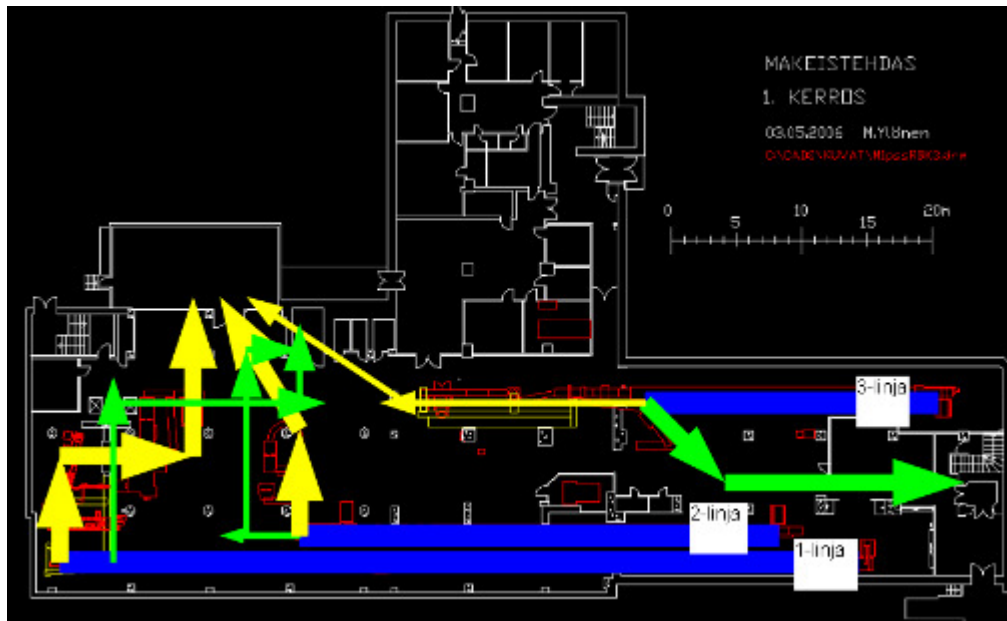 MAKEISTEHDAS
1. KERROS
03.05.2006 M.Ylönen
0 5 10 15 20m
3-linja
2-linja
1-linja